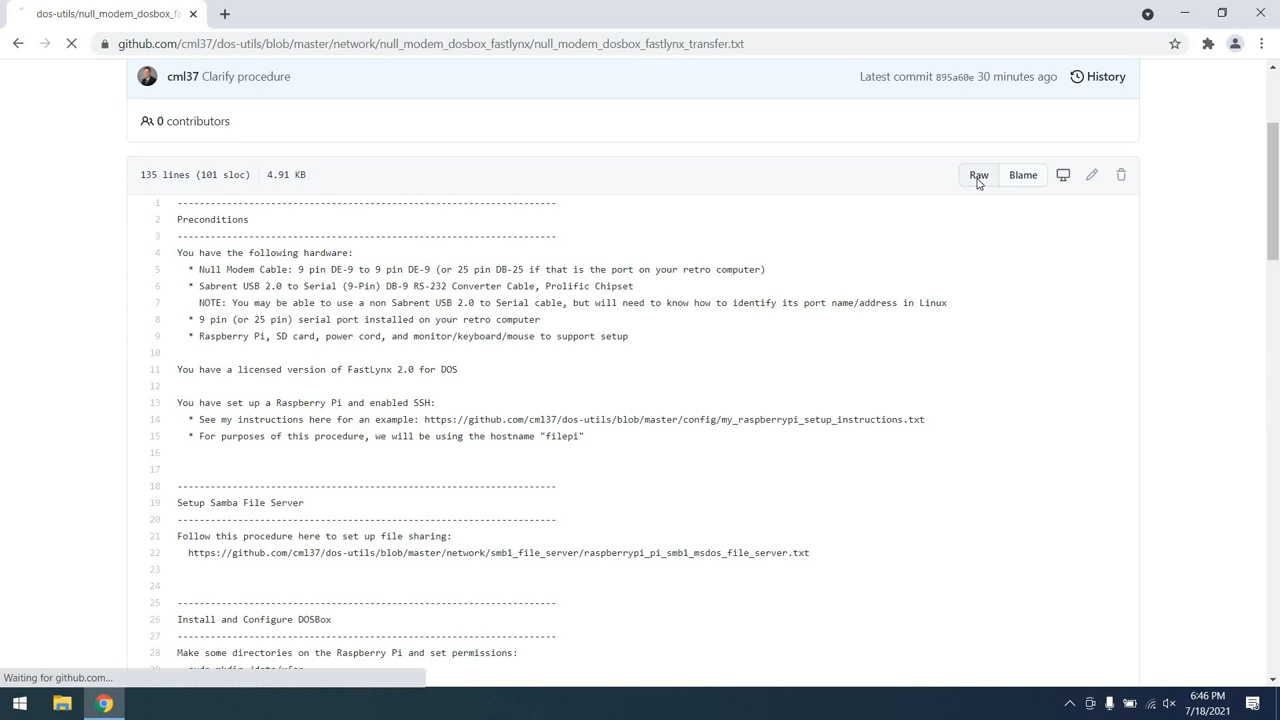 dos-utils/null_modem_dosbox_fa
github.com/cml37/dos-utils/blob/master/network/null_modem_dosbox_fastlynx/null_modem_dosbox_fastlynx_transfer.txt
cml37 Clarify procedure
Latest commit 895a60e 30 minutes ago
History
0 contributors
135 lines (101 sloc) 4.91 KB
Raw
Blame
1 -----------------------------------------------------------------
2 Preconditions
3 -----------------------------------------------------------------
4 You have the following hardware:
5 * Null Modem Cable: 9 pin DE-9 to 9 pin DE-9 (or 25 pin DB-25 if that is the port on your retro computer)
6 * Sabrent USB 2.0 to Serial (9-Pin) DB-9 RS-232 Converter Cable, Prolific Chipset
7 NOTE: You may be able to use a non Sabrent USB 2.0 to Serial cable, but will need to know how to identify its port name/address in Linux
8 * 9 pin (or 25 pin) serial port installed on your retro computer
9 * Raspberry Pi, SD card, power cord, and monitor/keyboard/mouse to support setup
10
11 You have a licensed version of FastLynx 2.0 for DOS
12
13 You have set up a Raspberry Pi and enabled SSH:
14 * See my instructions here for an example: https://github.com/cml37/dos-utils/blob/master/config/my_raspberrypi_setup_instructions.txt
15 * For purposes of this procedure, we will be using the hostname "filepi"
16
17
18 -----------------------------------------------------------------
19 Setup Samba File Server
20 -----------------------------------------------------------------
21 Follow this procedure here to set up file sharing:
22 https://github.com/cml37/dos-utils/blob/master/network/smb1_file_server/raspberrypi_pi_smb1_msdos_file_server.txt
23
24
25 -----------------------------------------------------------------
26 Install and Configure DOSBox
27 -----------------------------------------------------------------
28 Make some directories on the Raspberry Pi and set permissions:
Waiting for github.com...
6:46 PM
7/18/2021